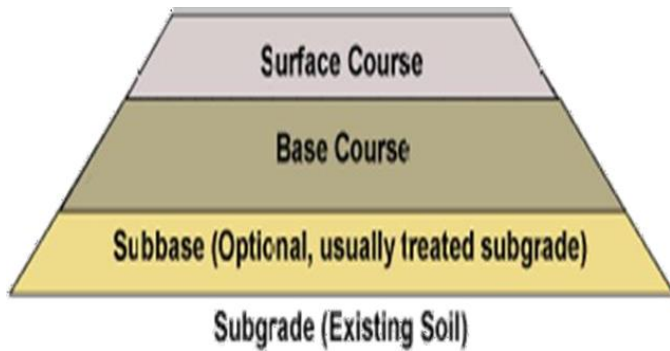 Surface Course
Base Course
Subbase (Optional, usually treated subgrade)
Subgrade (Existing Soil)